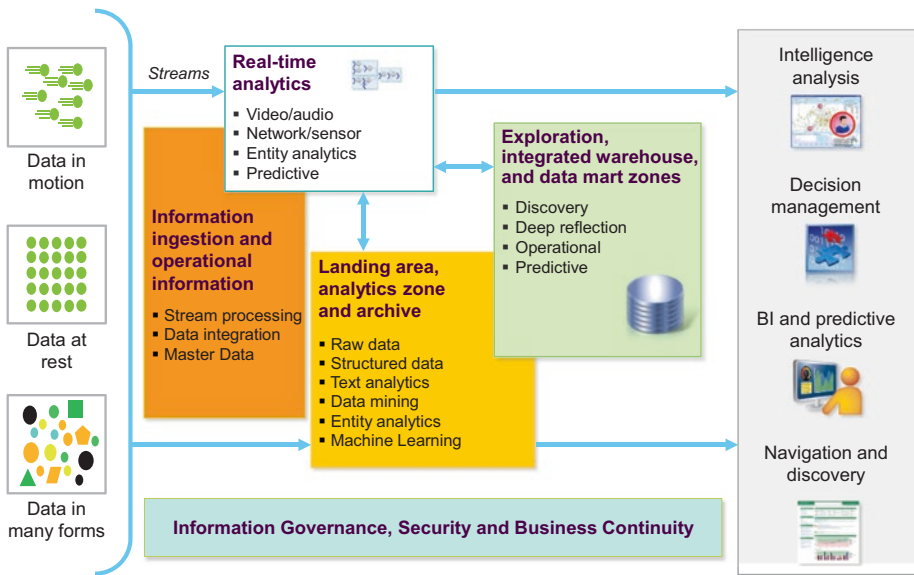 Data in
motion
Data at
rest
Data in
many forms
Streams
Real-time
analytics
▪ Video/audio
▪ Network/sensor
▪ Entity analytics
▪ Predictive
Information
ingestion and
operational
information
▪ Stream processing
▪ Data integration
▪ Master Data
Landing area,
analytics zone
and archive
▪ Raw data
▪ Structured data
▪ Text analytics
▪ Data mining
▪ Entity analytics
▪ Machine Learning
Exploration,
integrated warehouse,
and data mart zones
▪ Discovery
▪ Deep reflection
▪ Operational
▪ Predictive
Information Governance, Security and Business Continuity
Intelligence
analysis
Decision
management
BI and predictive
analytics
Navigation and
discovery